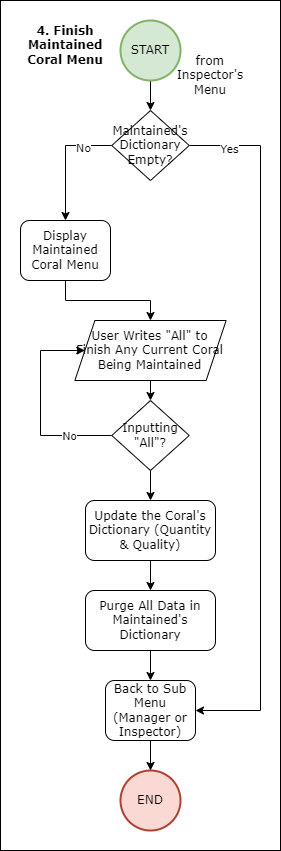 4. Finish
Maintained
Coral Menu
START
from
Inspector's
Menu
Maintained's
Dictionary
Empty?
No
Yes
Display
Maintained
Coral Menu
User Writes "All" to
Finish Any Current Coral
Being Maintained
Inputting
"All"?
No
Update the Coral's
Dictionary (Quantity
& Quality)
Purge All Data in
Maintained's
Dictionary
Back to Sub
Menu
(Manager or
Inspector)
END